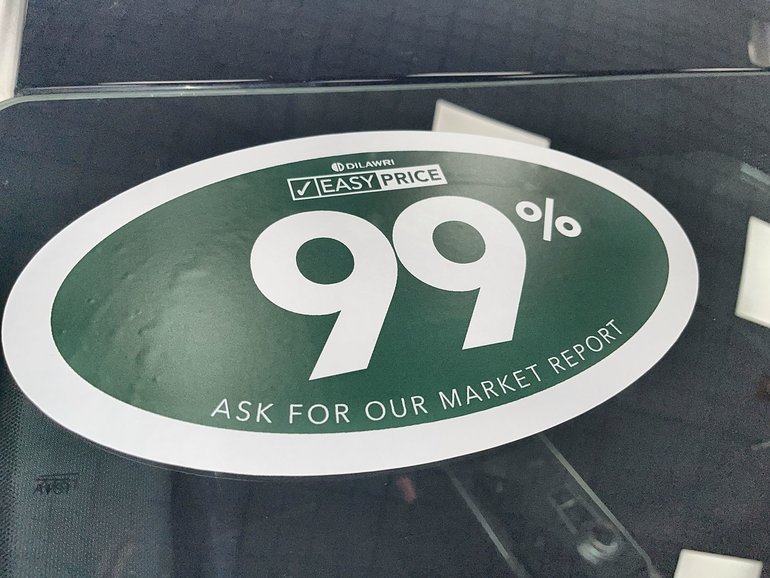 DILAWRI
EASY PRICE
99%
ASK FOR OUR MARKET REPORT